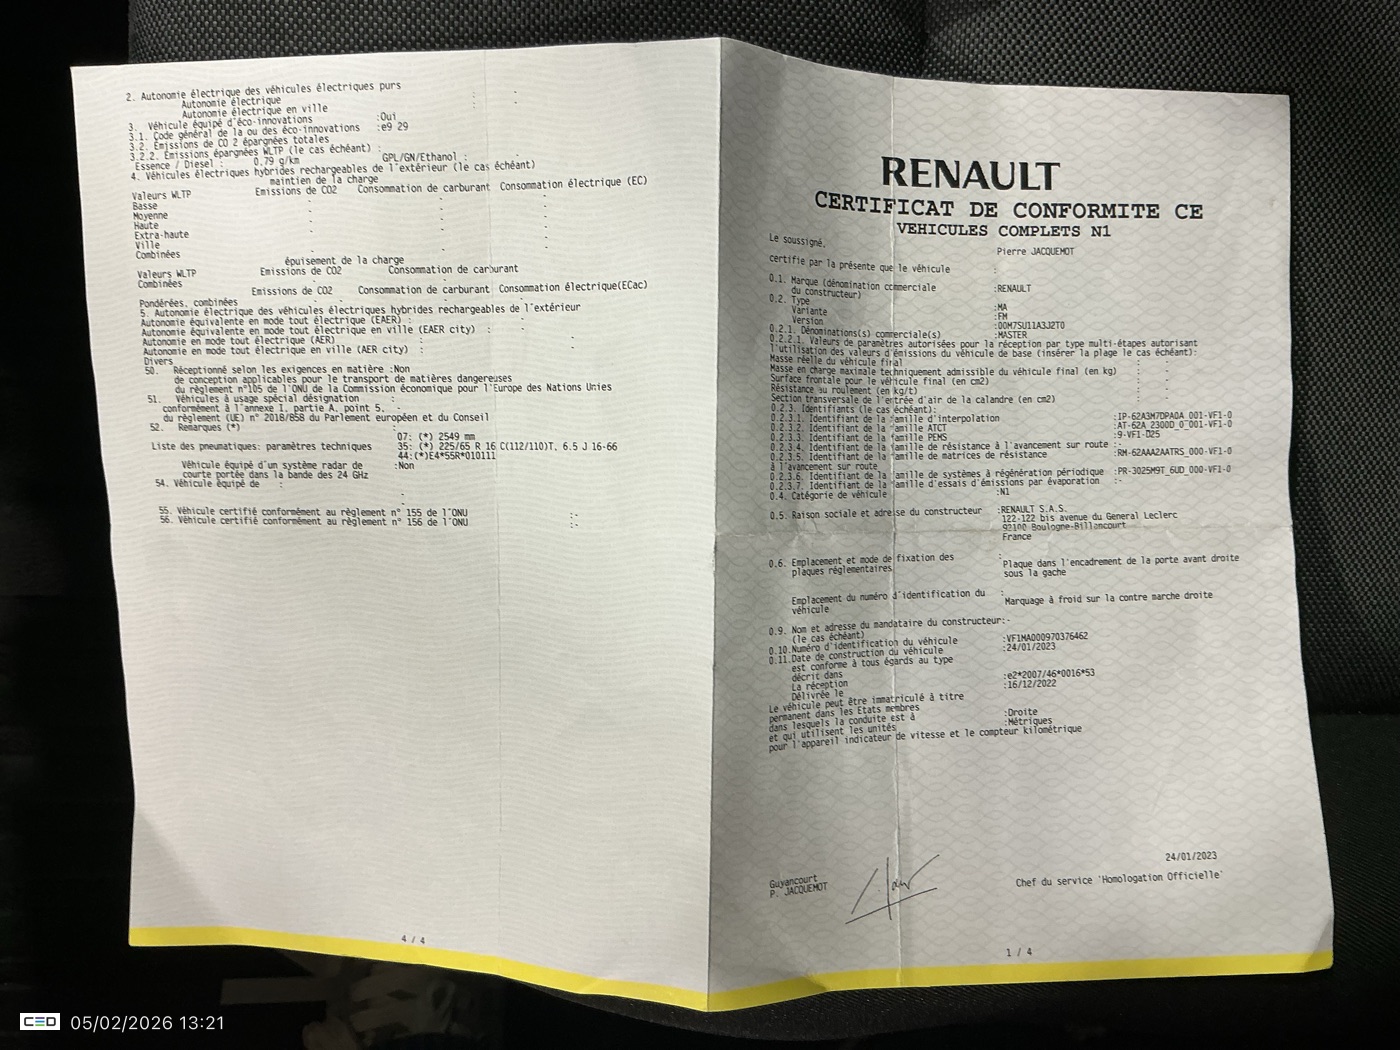 2. Autonomie électrique des véhicules électriques purs
Autonomie électrique : -
Autonomie électrique en ville : -
3. Véhicule équipé d'éco-innovations :Oui
3.1. Code général de la ou des éco-innovations :e9 29
3.2. Emissions de CO 2 épargnées totales
3.2.2. Emissions épargnées WLTP (le cas échéant) :
Essence / Diesel : 0.79 g/km GPL/GN/Ethanol :
4. Véhicules électriques hybrides rechargeables de l'extérieur (le cas échéant)
maintien de la charge
Valeurs WLTP Emissions de CO2 Consommation de carburant Consommation électrique (EC)
Basse - - -
Moyenne - - -
Haute - - -
Extra-haute - - -
Ville - - -
Combinées - - -
épuisement de la charge
Valeurs WLTP Emissions de CO2 Consommation de carburant
Combinées
Emissions de CO2 Consommation de carburant Consommation électrique(ECac)
Pondérées, combinées - - -
5. Autonomie électrique des véhicules électriques hybrides rechargeables de l'extérieur
Autonomie équivalente en mode tout électrique (EAER) : -
Autonomie équivalente en mode tout électrique en ville (EAER city) : -
Autonomie en mode tout électrique (AER) : -
Autonomie en mode tout électrique en ville (AER city) : -
Divers
50. Réceptionné selon les exigences en matière :Non
de conception applicables pour le transport de matières dangereuses
du règlement n°105 de l'ONU de la Commission économique pour l'Europe des Nations Unies
51. Véhicules à usage spécial désignation :
conformément à l'annexe I, partie A, point 5. -
du règlement (UE) n° 2018/858 du Parlement européen et du Conseil
52. Remarques (*) :
07: (*) 2549 mm
Liste des pneumatiques: paramètres techniques 35: (*) 225/65 R 16 C(112/110)T, 6.5 J 16-66
44:(*)E4*55R*010111
Véhicule équipé d'un système radar de :Non
courte portée dans la bande des 24 GHz
54. Véhicule équipé de :
-
-
55. Véhicule certifié conformément au règlement n° 155 de l'ONU :-
56. Véhicule certifié conformément au règlement n° 156 de l'ONU :-
4 / 4
RENAULT
CERTIFICAT DE CONFORMITE CE
VEHICULES COMPLETS N1
Le soussigné, Pierre JACQUEMOT
certifie par la présente que le véhicule :
0.1. Marque (dénomination commerciale :RENAULT
du constructeur)
0.2. Type :MA
Variante :FM
Version :00M7SU11A3J2T0
0.2.1. Dénominations(s) commerciale(s) :MASTER
0.2.2.1. Valeurs de paramètres autorisées pour la réception par type multi-étapes autorisant
l'utilisation des valeurs d'émissions du véhicule de base (insérer la plage le cas échéant):
Masse réelle du véhicule final : -
Masse en charge maximale techniquement admissible du véhicule final (en kg) : -
Surface frontale pour le véhicule final (en cm2) : -
Résistance au roulement (en kg/t) : -
Section transversale de l'entrée d'air de la calandre (en cm2) : -
0.2.3. Identifiants (le cas échéant):
0.2.3.1. Identifiant de la famille d'interpolation :IP-62A3M7DPA0A_001-VF1-0
0.2.3.2. Identifiant de la famille ATCT :AT-62A 2300D_0_001-VF1-0
0.2.3.3. Identifiant de la famille PEMS :9-VF1-D25
0.2.3.4. Identifiant de la famille de résistance à l'avancement sur route :-
0.2.3.5. Identifiant de la famille de matrices de résistance :RM-62AAA2AATRS_000-VF1-0
à l'avancement sur route
0.2.3.6. Identifiant de la famille de systèmes à régénération périodique :PR-3025M9T_6UD_000-VF1-0
0.2.3.7. Identifiant de la famille d'essais d'émissions par évaporation :-
0.4. Catégorie de véhicule :N1
0.5. Raison sociale et adresse du constructeur :RENAULT S.A.S.
122-122 bis avenue du General Leclerc
92100 Boulogne-Billancourt
France
0.6. Emplacement et mode de fixation des :
plaques réglementaires Plaque dans l'encadrement de la porte avant droite
sous la gache
Emplacement du numéro d'identification du :
véhicule Marquage à froid sur la contre marche droite
0.9. Nom et adresse du mandataire du constructeur:-
(le cas échéant)
0.10.Numéro d'identification du véhicule :VF1MA000970376462
0.11.Date de construction du véhicule :24/01/2023
est conforme à tous égards au type
décrit dans
La réception :e2*2007/46*0016*53
Délivrée le :16/12/2022
Le véhicule peut être immatriculé à titre
permanent dans les Etats membres
dans lesquels la conduite est à :Droite
et qui utilisent les unités :Métriques
pour l'appareil indicateur de vitesse et le compteur kilométrique
24/01/2023
Guyancourt
P. JACQUEMOT
Chef du service 'Homologation Officielle'
1 / 4
CED 05/02/2026 13:21